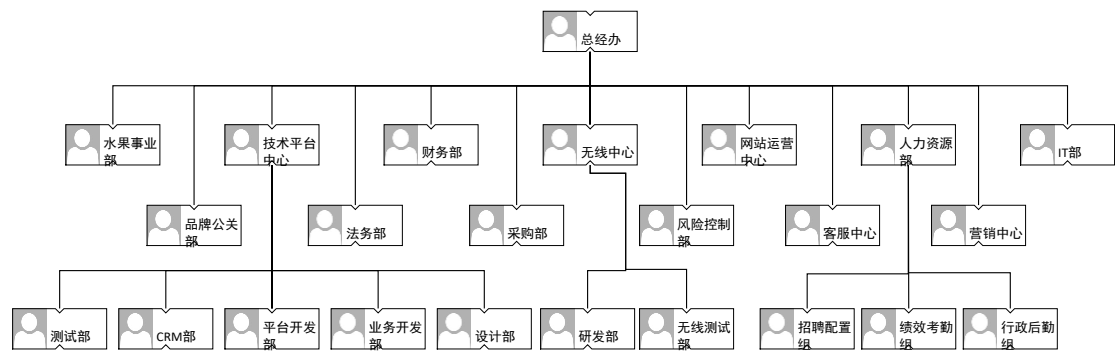 总经办
水果事业
部
技术平台
中心
财务部
无线中心
网站运营
中心
人力资源
部
IT部
品牌公关
部
法务部
采购部
风险控制
部
客服中心
营销中心
测试部
CRM部
平台开发
部
业务开发
部
设计部
研发部
无线测试
部
招聘配置
组
绩效考勤
组
行政后勤
组